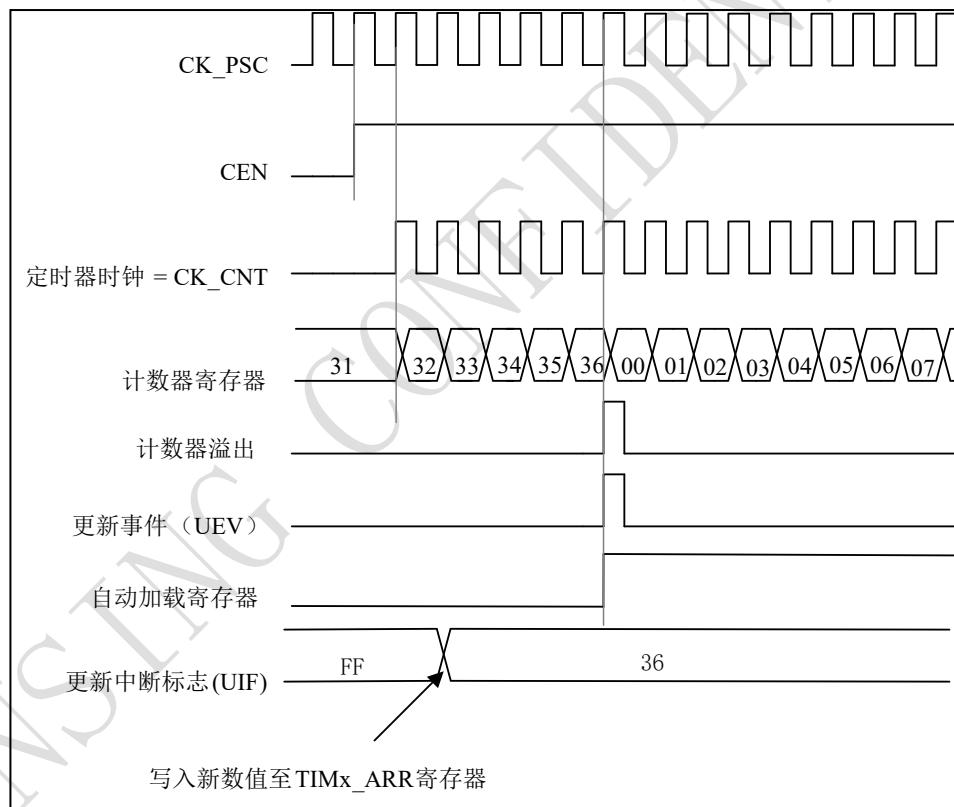 CK_PSC
CEN
定时器时钟 = CK_CNT
计数器寄存器 31 32 33 34 35 36 00 01 02 03 04 05 06 07
计数器溢出
更新事件（UEV）
自动加载寄存器
更新中断标志(UIF) FF 36
写入新数值至TIMx_ARR寄存器
NSING CONFIDEN